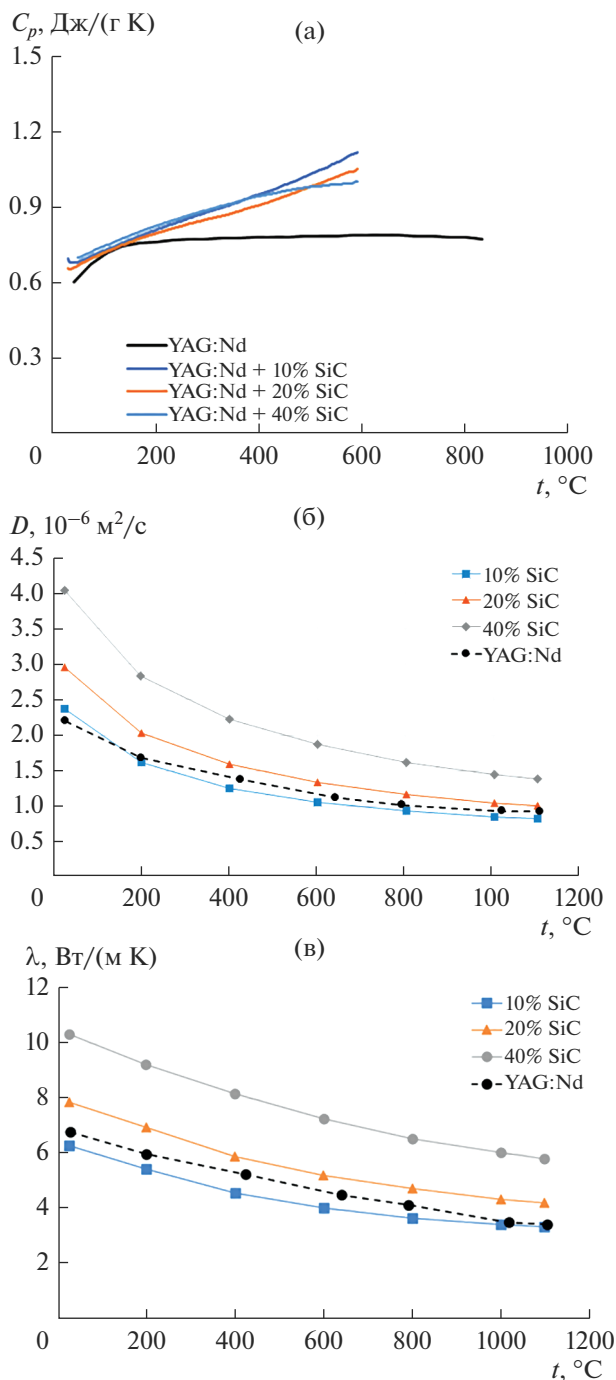 Cp, Дж/(г К)
(а)
1.5
1.2
0.9
0.6
0.3
YAG:Nd
YAG:Nd + 10% SiC
YAG:Nd + 20% SiC
YAG:Nd + 40% SiC
0 200 400 600 800 1000
t, °C
(б)
D, 10⁻⁶ м²/с
4.5
4.0
3.5
3.0
2.5
2.0
1.5
1.0
0.5
10% SiC
20% SiC
40% SiC
YAG:Nd
0 200 400 600 800 100 1200
t, °C
(в)
λ, Вт/(м К)
12
10
8
6
4
2
10% SiC
20% SiC
40% SiC
YAG:Nd
0 200 400 600 800 1000 1200
t, °C